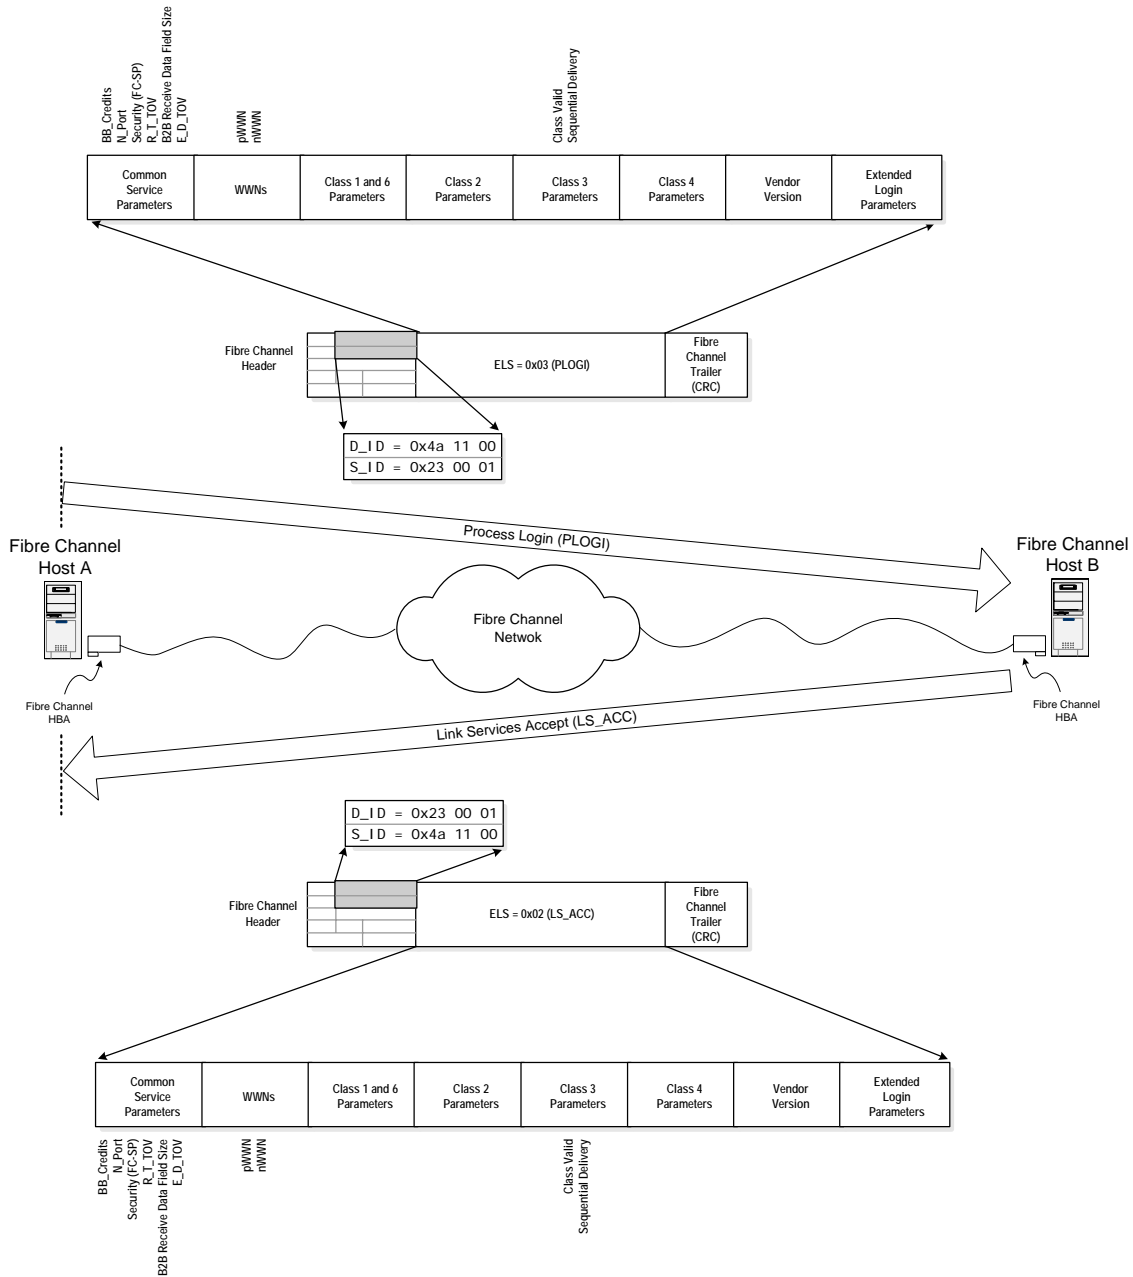 BB_Credits
N_Port
Security (FC-SP)
R_T_TOV
B2B Receive Data Field Size
E_D_TOV
pWWN
nWWN
Class Valid
Sequential Delivery
Common
Service
Parameters
WWNs
Class 1 and 6
Parameters
Class 2
Parameters
Class 3
Parameters
Class 4
Parameters
Vendor
Version
Extended
Login
Parameters
Fibre Channel
Header
ELS = 0x03 (PLOGI)
Fibre
Channel
Trailer
(CRC)
D_ID = 0x4a 11 00
S_ID = 0x23 00 01
Process Login (PLOGI)
Fibre Channel
Host A
Fibre Channel
Host B
Fibre Channel
Netwok
Fibre Channel
HBA
Fibre Channel
HBA
Link Services Accept (LS_ACC)
D_ID = 0x23 00 01
S_ID = 0x4a 11 00
Fibre Channel
Header
ELS = 0x02 (LS_ACC)
Fibre
Channel
Trailer
(CRC)
Common
Service
Parameters
WWNs
Class 1 and 6
Parameters
Class 2
Parameters
Class 3
Parameters
Class 4
Parameters
Vendor
Version
Extended
Login
Parameters
BB_Credits
N_Port
Security (FC-SP)
R_T_TOV
B2B Receive Data Field Size
E_D_TOV
pWWN
nWWN
Class Valid
Sequential Delivery